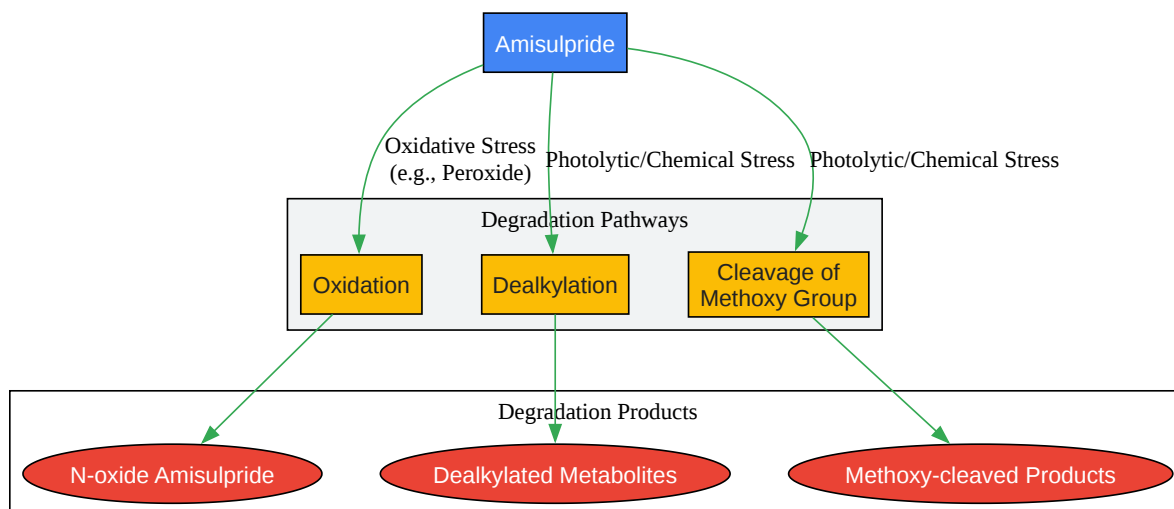 Amisulpride
Oxidative Stress
(e.g., Peroxide)
Photolytic/Chemical Stress
Photolytic/Chemical Stress
Degradation Pathways
Oxidation
Dealkylation
Cleavage of
Methoxy Group
Degradation Products
N-oxide Amisulpride
Dealkylated Metabolites
Methoxy-cleaved Products